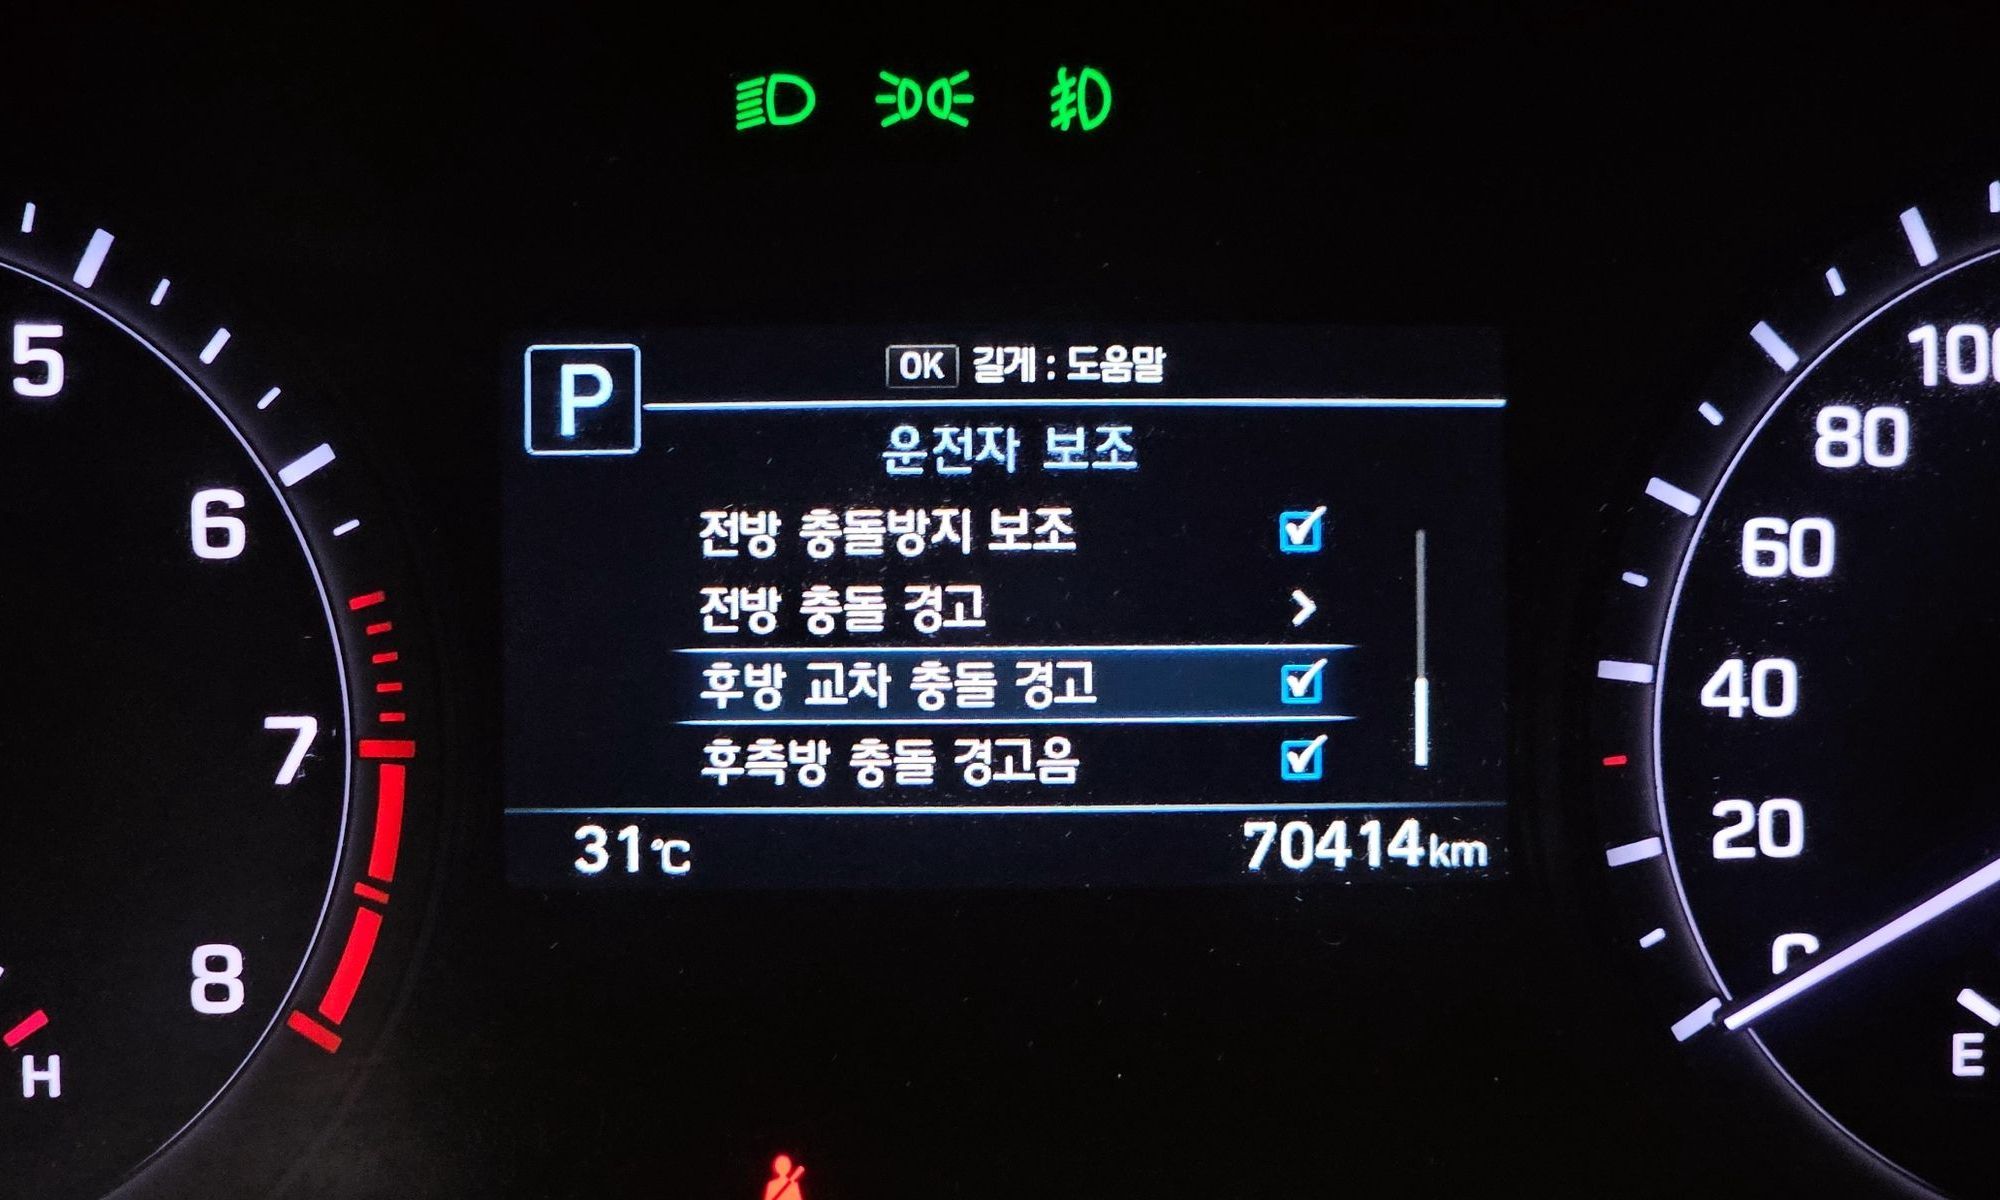 P
OK 길게 : 도움말
운전자 보조
전방 충돌방지 보조
전방 충돌 경고
후방 교차 충돌 경고
후측방 충돌 경고음
31℃
70414km
5
6
7
8
H
100
80
60
40
20
0
E